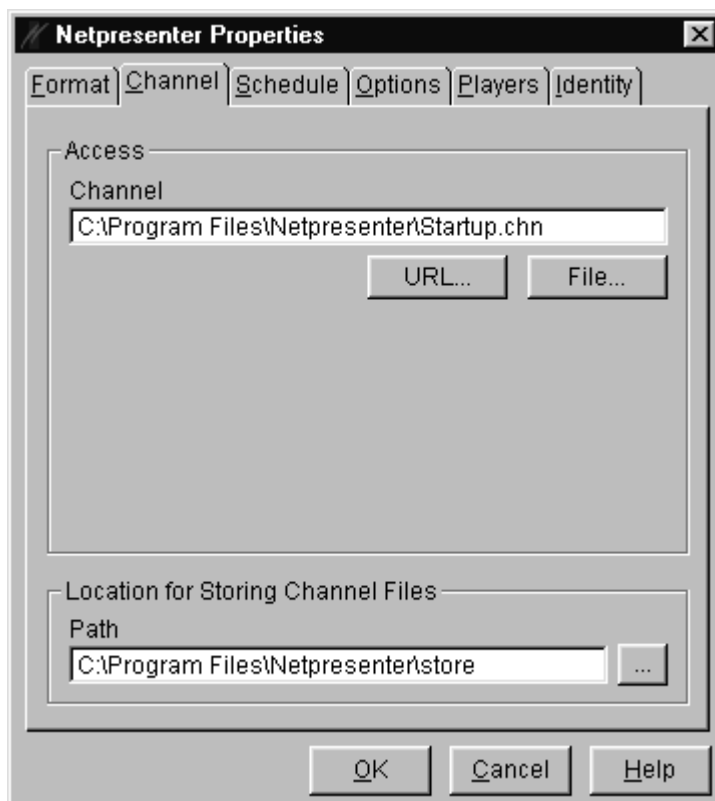 Netpresenter Properties
Format Channel Schedule Options Players Identity
Access
Channel
C:\Program Files\Netpresenter\Startup.chn
URL... File...
Location for Storing Channel Files
Path
C:\Program Files\Netpresenter\store
...
OK Cancel Help